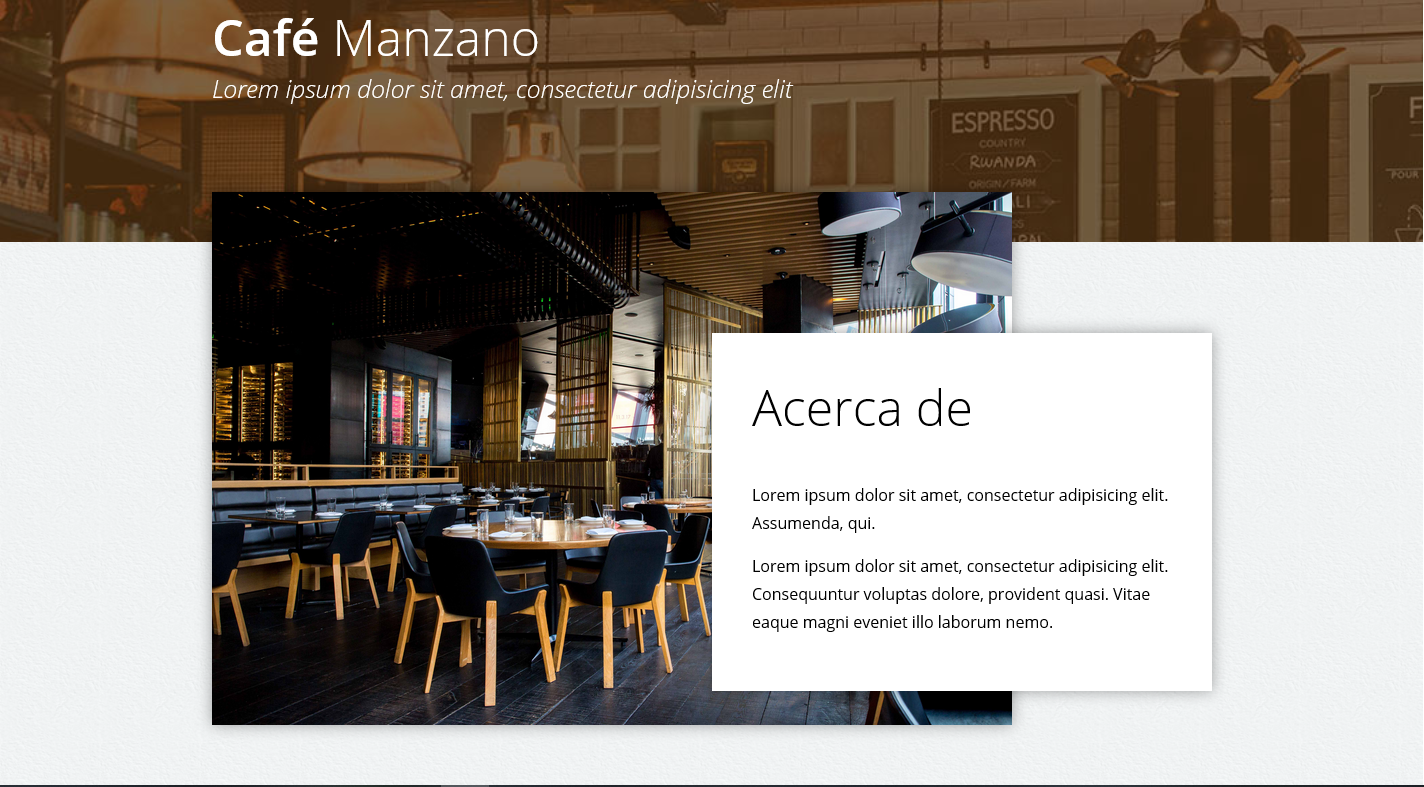 Café Manzano
Lorem ipsum dolor sit amet, consectetur adipisicing elit
ESPRESSO
COUNTRY
RWANDA
ORIGIN/FARM
Acerca de
Lorem ipsum dolor sit amet, consectetur adipisicing elit.
Assumenda, qui.
Lorem ipsum dolor sit amet, consectetur adipisicing elit.
Consequuntur voluptas dolore, provident quasi. Vitae
eaque magni eveniet illo laborum nemo.